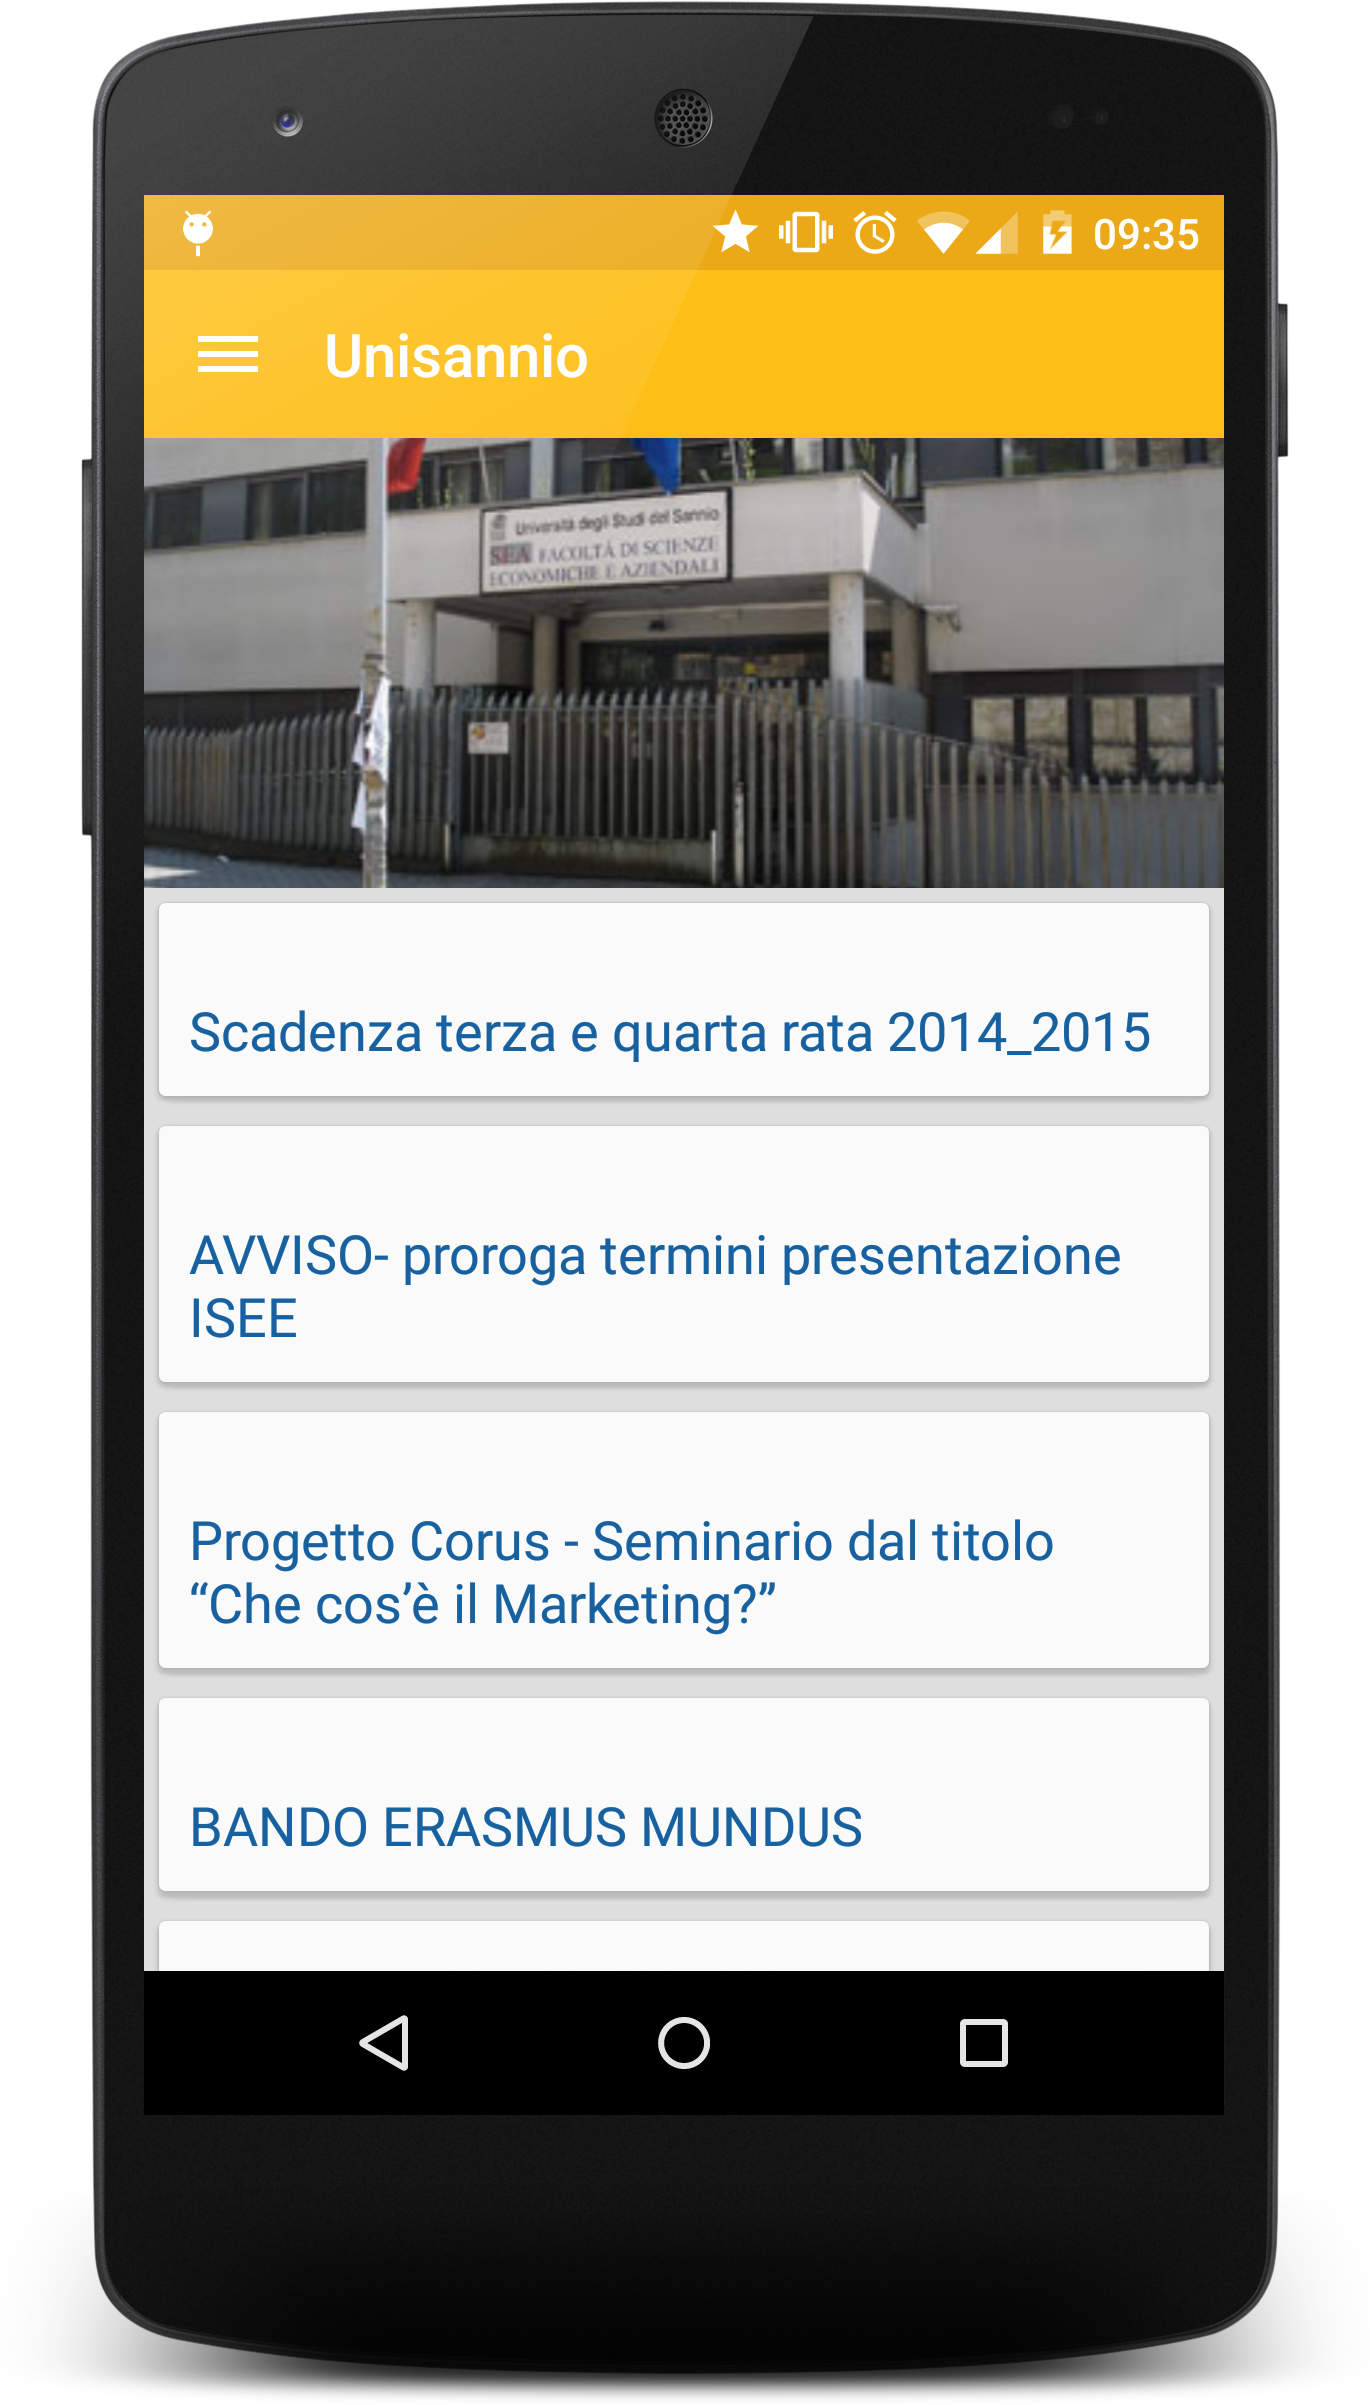 09:35
Unisannio
Università degli Studi del Sannio
SEA FACOLTÀ DI SCIENZE
ECONOMICHE E AZIENDALI
Scadenza terza e quarta rata 2014_2015
AVVISO- proroga termini presentazione
ISEE
Progetto Corus - Seminario dal titolo
“Che cos’è il Marketing?”
BANDO ERASMUS MUNDUS